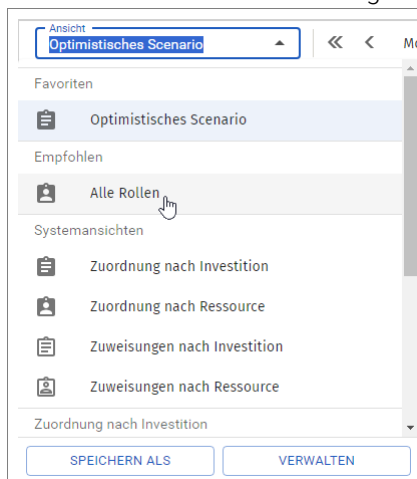 Ansicht
Optimistisches Scenario
Favoriten
Optimistisches Scenario
Empfohlen
Alle Rollen
Systemansichten
Zuordnung nach Investition
Zuordnung nach Ressource
Zuweisungen nach Investition
Zuweisungen nach Ressource
Zuordnung nach Investition
SPEICHERN ALS
VERWALTEN